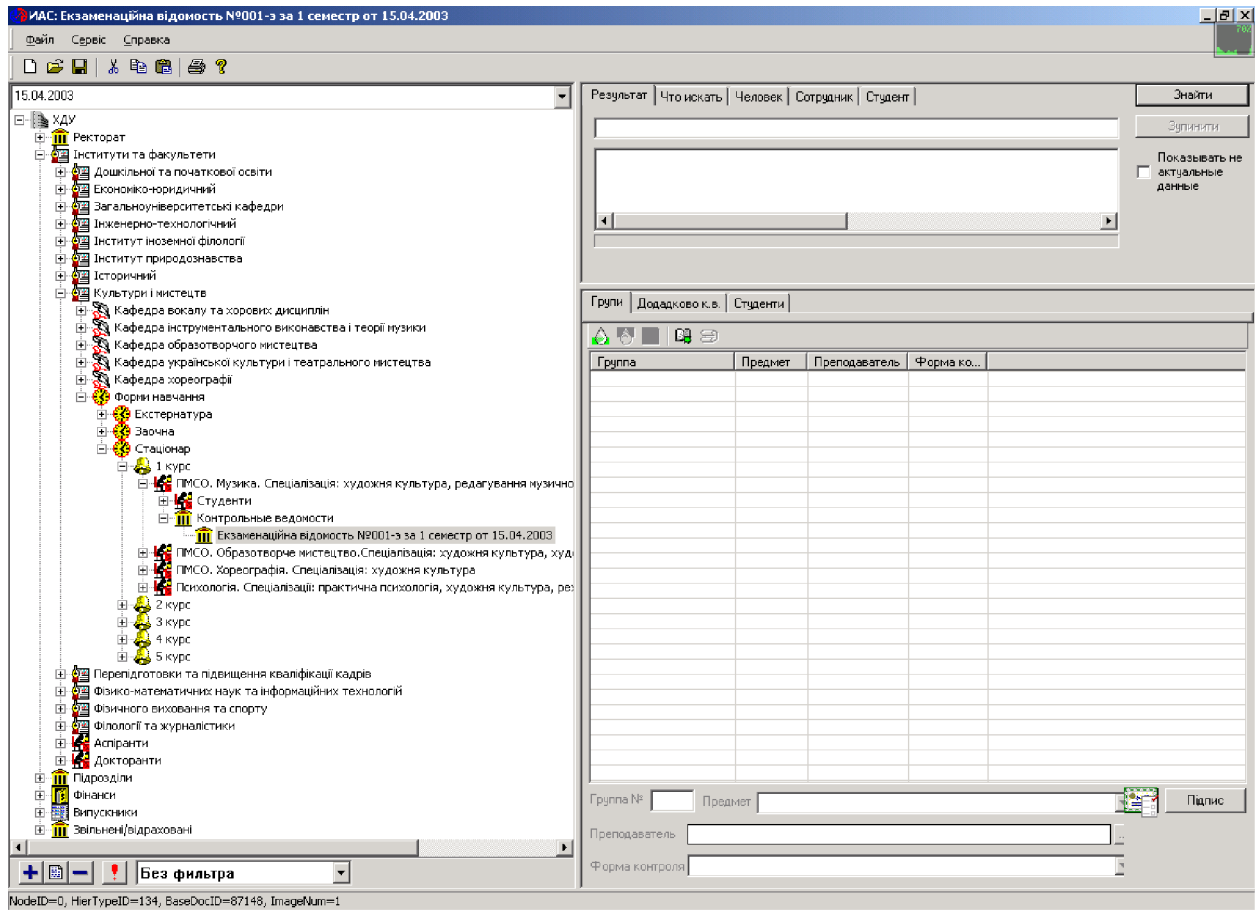 ИАС: Екзаменаційна відомость №001-э за 1 семестр от 15.04.2003
Файл Сервіс Справка
15.04.2003
ХДУ
Ректорат
Інститути та факультети
Дошкільної та початкової освіти
Економіко-юридичний
Загальноуніверситетські кафедри
Інженерно-технологічний
Інститут іноземної філології
Інститут природознавства
Історичний
Культури і мистецтв
Кафедра вокалу та хорових дисциплін
Кафедра інструментального виконавства і теорії музики
Кафедра образотворчого мистецтва
Кафедра української культури і театрального мистецтва
Кафедра хореографії
Форми навчання
Екстернатура
Заочна
Стаціонар
1 курс
ПМСО. Музика. Спеціалізація: художня культура, редагування музично
Студенти
Контрольные ведомости
Екзаменаційна відомость №001-э за 1 семестр от 15.04.2003
ПМСО. Образотворче мистецтво.Спеціалізація: художня культура, худ
ПМСО. Хореографія. Спеціалізація: художня культура
Психологія. Спеціалізації: практична психологія, художня культура, ре
2 курс
3 курс
4 курс
5 курс
Перепідготовки та підвищення кваліфікації кадрів
Фізико-математичних наук та інформаційних технологій
Фізичного виховання та спорту
Філології та журналістики
Аспіранти
Докторанти
Підрозділи
Фінанси
Випускники
Звільнені/відраховані
Без фильтра
NodeID=0, HierTypeID=134, BaseDocID=87148, ImageNum=1
Результат Что искать Человек Сотрудник Студент
Знайти
Зупинити
Показывать не
актуальные
данные
Групи Додадково к.в. Студенти
Группа Предмет Преподаватель Форма ко...
Группа № Предмет Підпис
Преподаватель ...
Форма контроля